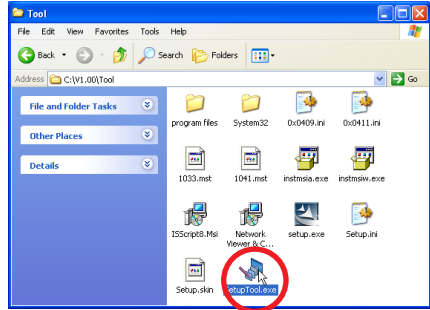 Tool
File Edit View Favorites Tools Help
Back Search Folders
Address C:\V1.00\Tool Go
File and Folder Tasks
Other Places
Details
program files System32 0x0409.ini 0x0411.ini
1033.mst 1041.mst instmsia.exe instmsiw.exe
ISScript8.Msi Network Viewer & C... setup.exe Setup.ini
Setup.skin SetupTool.exe